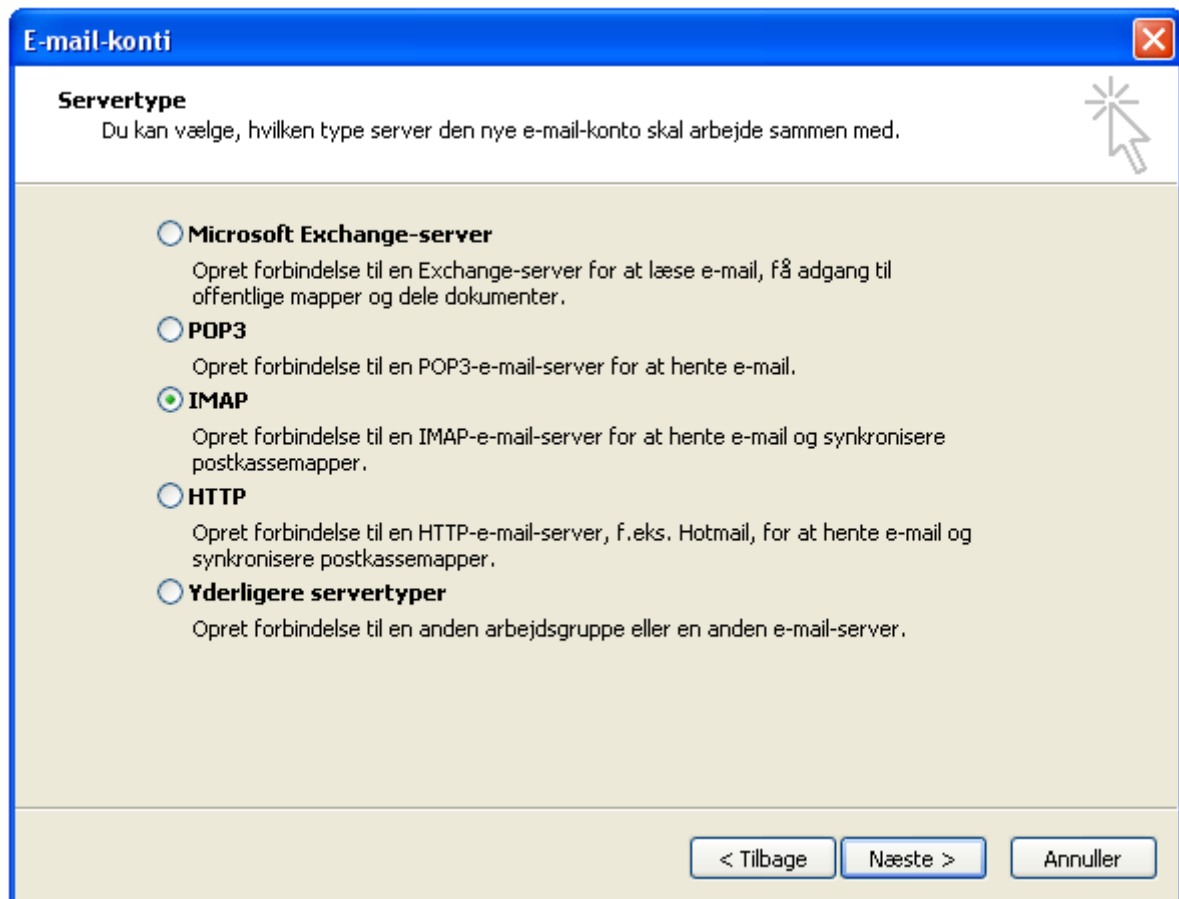 E-mail-konti
Servertype
Du kan vælge, hvilken type server den nye e-mail-konto skal arbejde sammen med.
Microsoft Exchange-server
Opret forbindelse til en Exchange-server for at læse e-mail, få adgang til
offentlige mapper og dele dokumenter.
POP3
Opret forbindelse til en POP3-e-mail-server for at hente e-mail.
IMAP
Opret forbindelse til en IMAP-e-mail-server for at hente e-mail og synkronisere
postkassemapper.
HTTP
Opret forbindelse til en HTTP-e-mail-server, f.eks. Hotmail, for at hente e-mail og
synkronisere postkassemapper.
Yderligere servertyper
Opret forbindelse til en anden arbejdsgruppe eller en anden e-mail-server.
< Tilbage Næste > Annuller